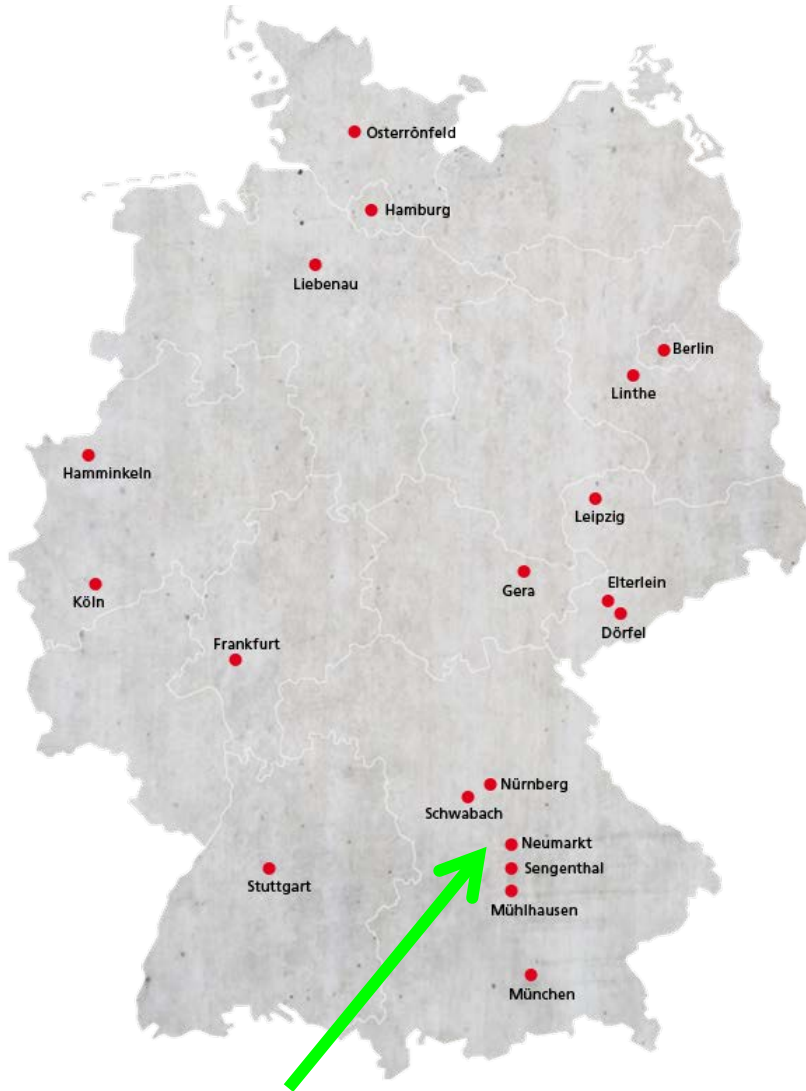 Osterrönfeld
Hamburg
Liebenau
Berlin
Linthe
Hamminkeln
Leipzig
Köln
Gera
Elterlein
Dörfel
Frankfurt
Nürnberg
Schwabach
Neumarkt
Sengenthal
Stuttgart
Mühlhausen
München